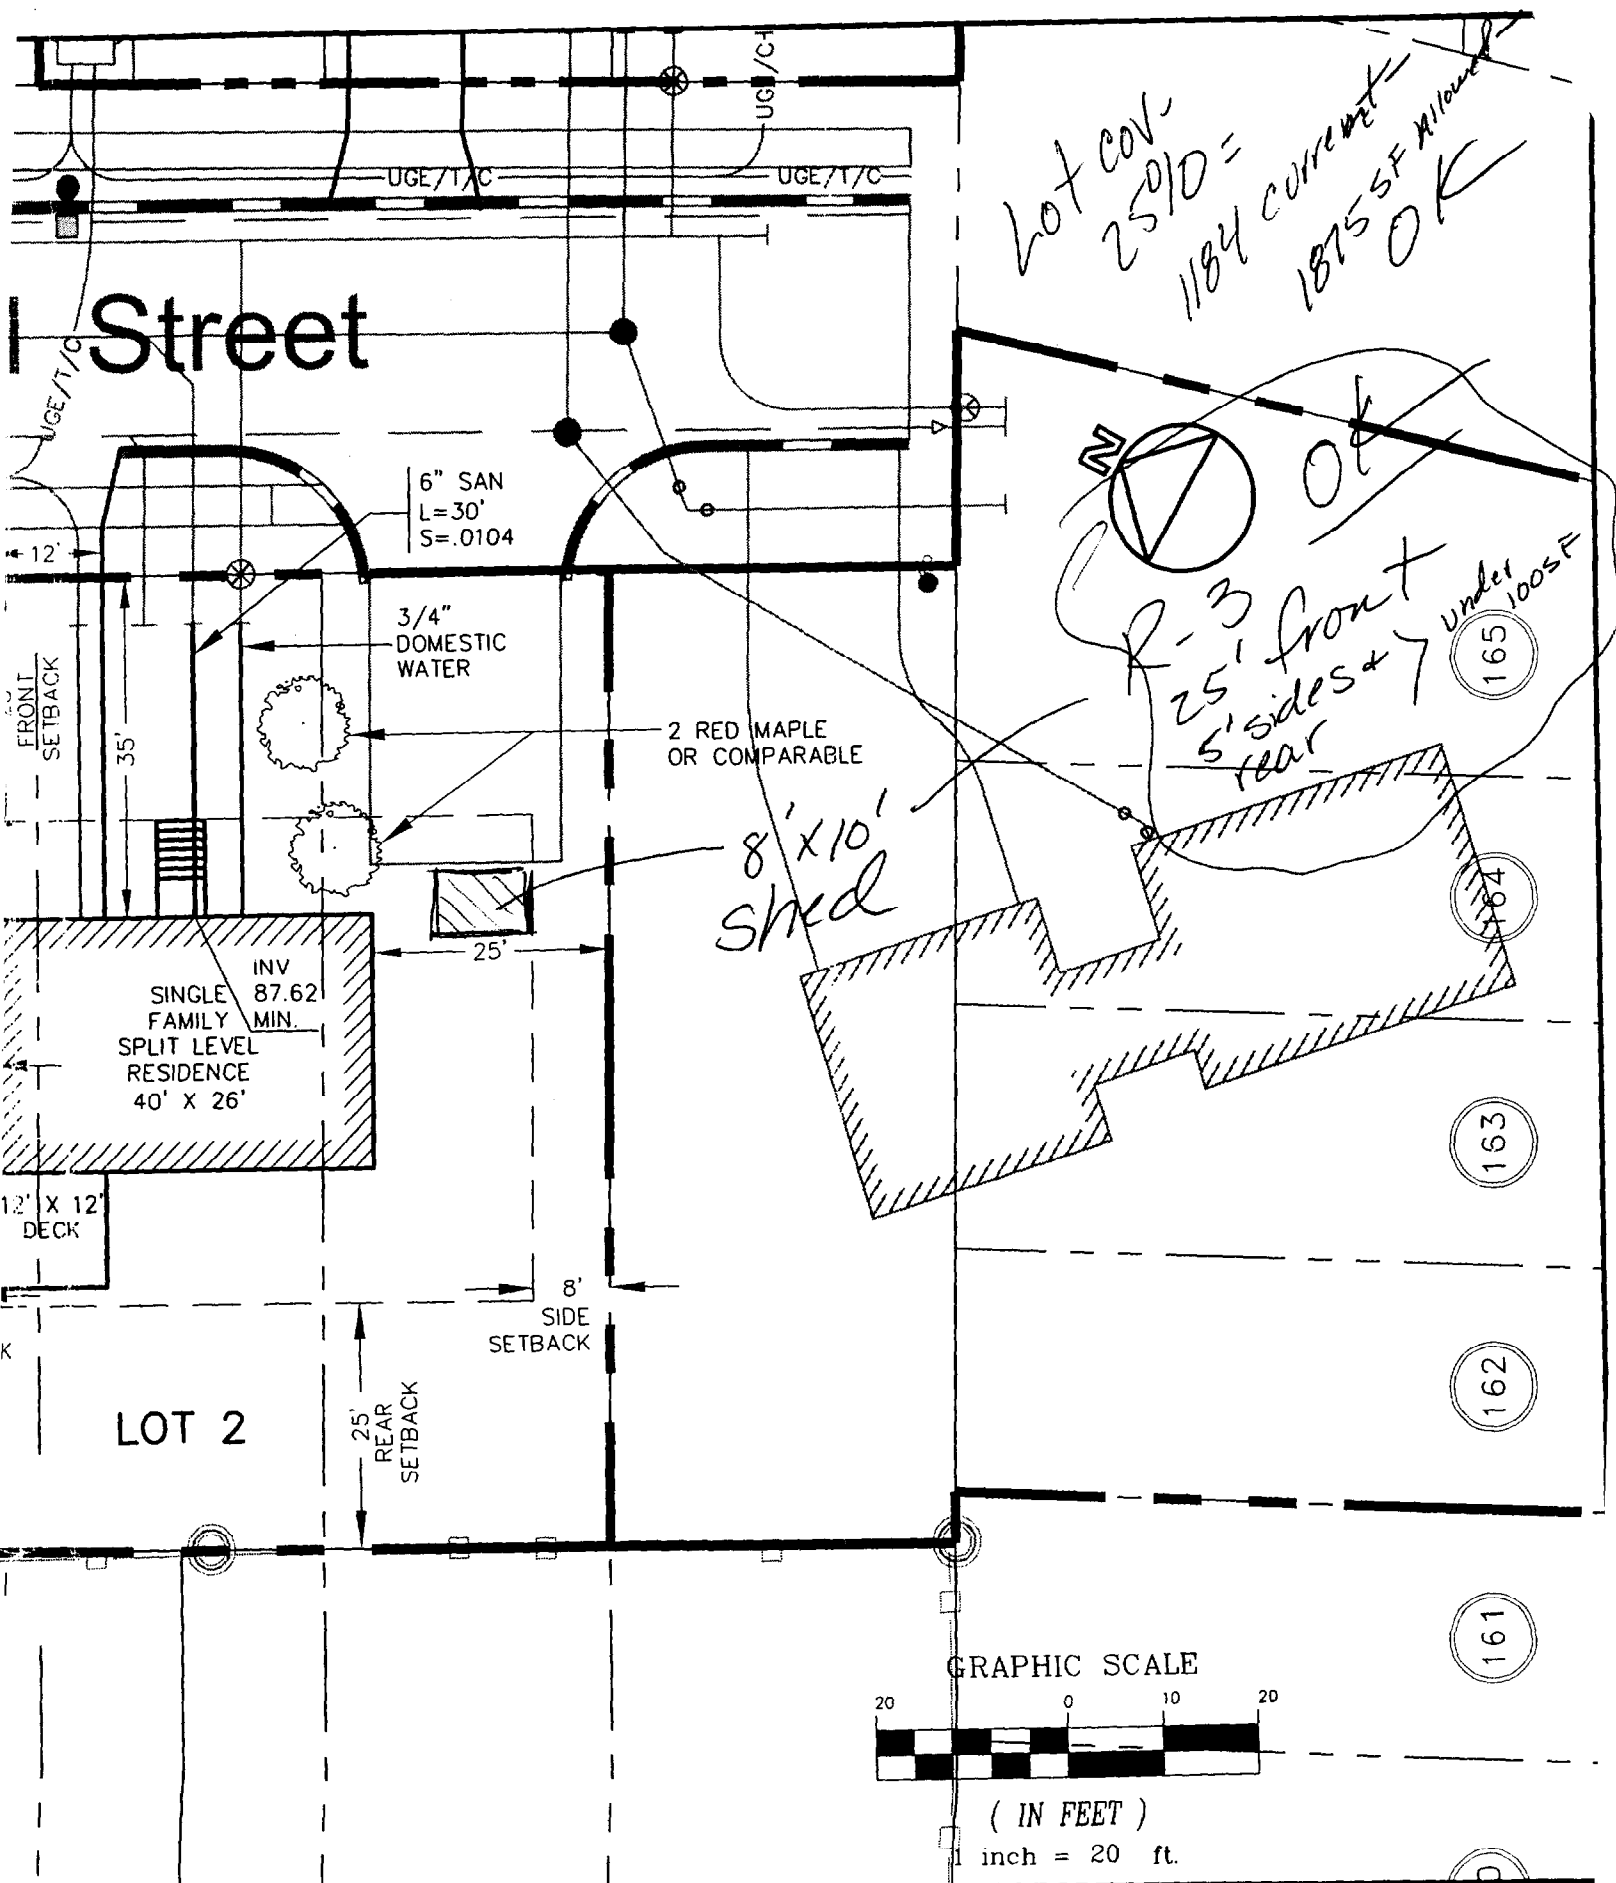 UGE/CH
UGE/T/C
UGE/T/C
Lot cov.
25% =
1184 current
1875 SF Allowed
OK
Street
UGE/T/C
N
OK
6" SAN
L=30'
S=.0104
12'
R-3
25' front
5' sides +
rear
under
100SF
165
3/4"
DOMESTIC
WATER
FRONT
SETBACK
35'
2 RED MAPLE
OR COMPARABLE
8'X10'
shed
164
25'
INV
87.62
MIN.
SINGLE
FAMILY
SPLIT LEVEL
RESIDENCE
40' X 26'
163
12' X 12'
DECK
8'
SIDE
SETBACK
K
162
LOT 2
25'
REAR
SETBACK
161
GRAPHIC SCALE
20 0 10 20
( IN FEET )
1 inch = 20 ft.